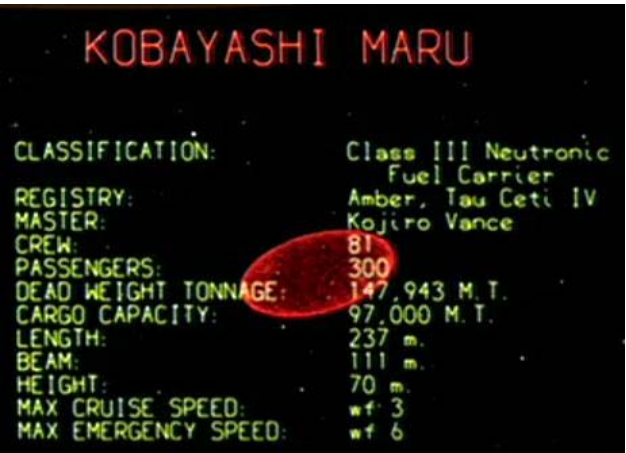 KOBAYASHI MARU
CLASSIFICATION: Class III Neutronic
Fuel Carrier
REGISTRY: Amber, Tau Ceti IV
MASTER: Kojiro Vance
CREW: 81
PASSENGERS: 300
DEAD WEIGHT TONNAGE: 147,943 M.T.
CARGO CAPACITY: 97,000 M.T.
LENGTH: 237 m.
BEAM: 111 m.
HEIGHT: 70 m.
MAX CRUISE SPEED: wf 3
MAX EMERGENCY SPEED: wf 6